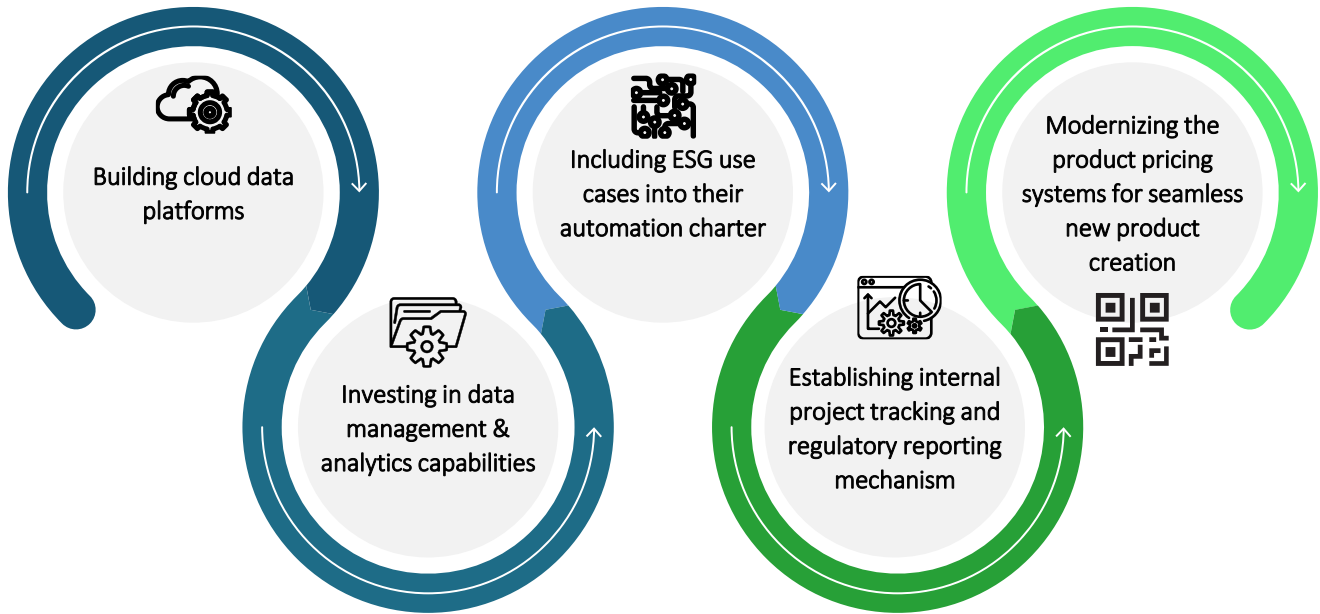 Building cloud data
platforms
Investing in data
management &
analytics capabilities
Including ESG use
cases into their
automation charter
Establishing internal
project tracking and
regulatory reporting
mechanism
Modernizing the
product pricing
systems for seamless
new product
creation